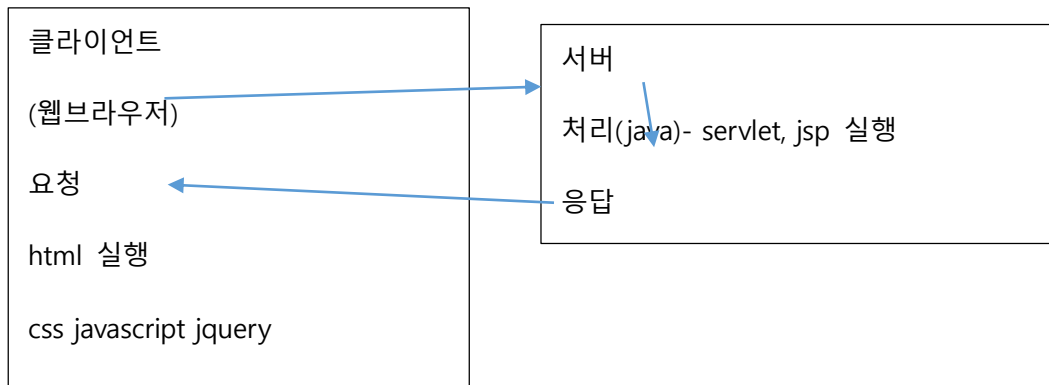 클라이언트
(웹브라우저)
요청
html 실행
css javascript jquery
서버
처리(java)- servlet, jsp 실행
응답